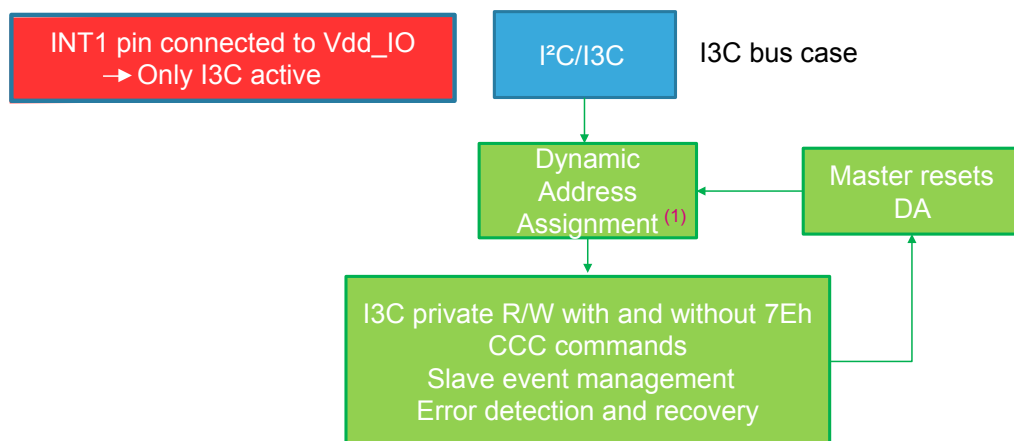 INT1 pin connected to Vdd_IO
→ Only I3C active
I²C/I3C
I3C bus case
Dynamic
Address
Assignment (1)
Master resets
DA
I3C private R/W with and without 7Eh
CCC commands
Slave event management
Error detection and recovery